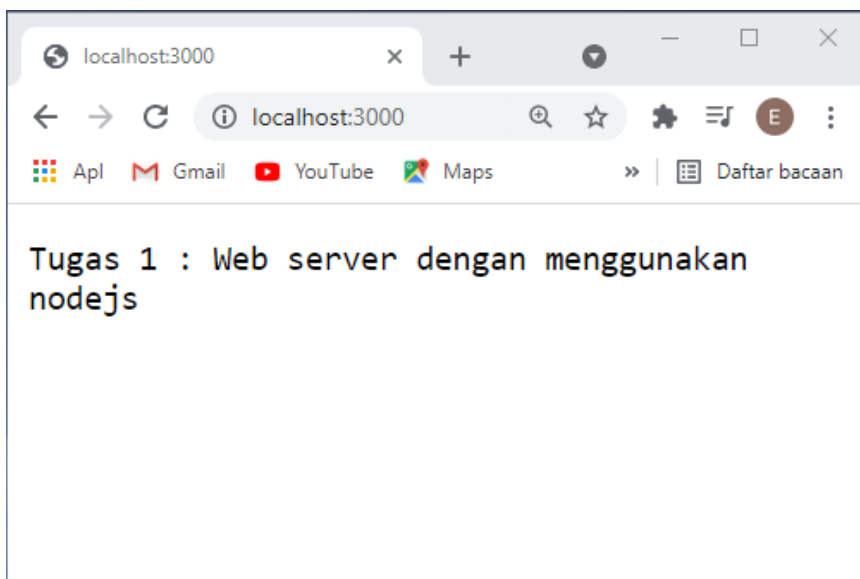 localhost:3000
localhost:3000
E
Apl Gmail YouTube Maps » Daftar bacaan
Tugas 1 : Web server dengan menggunakan
nodejs